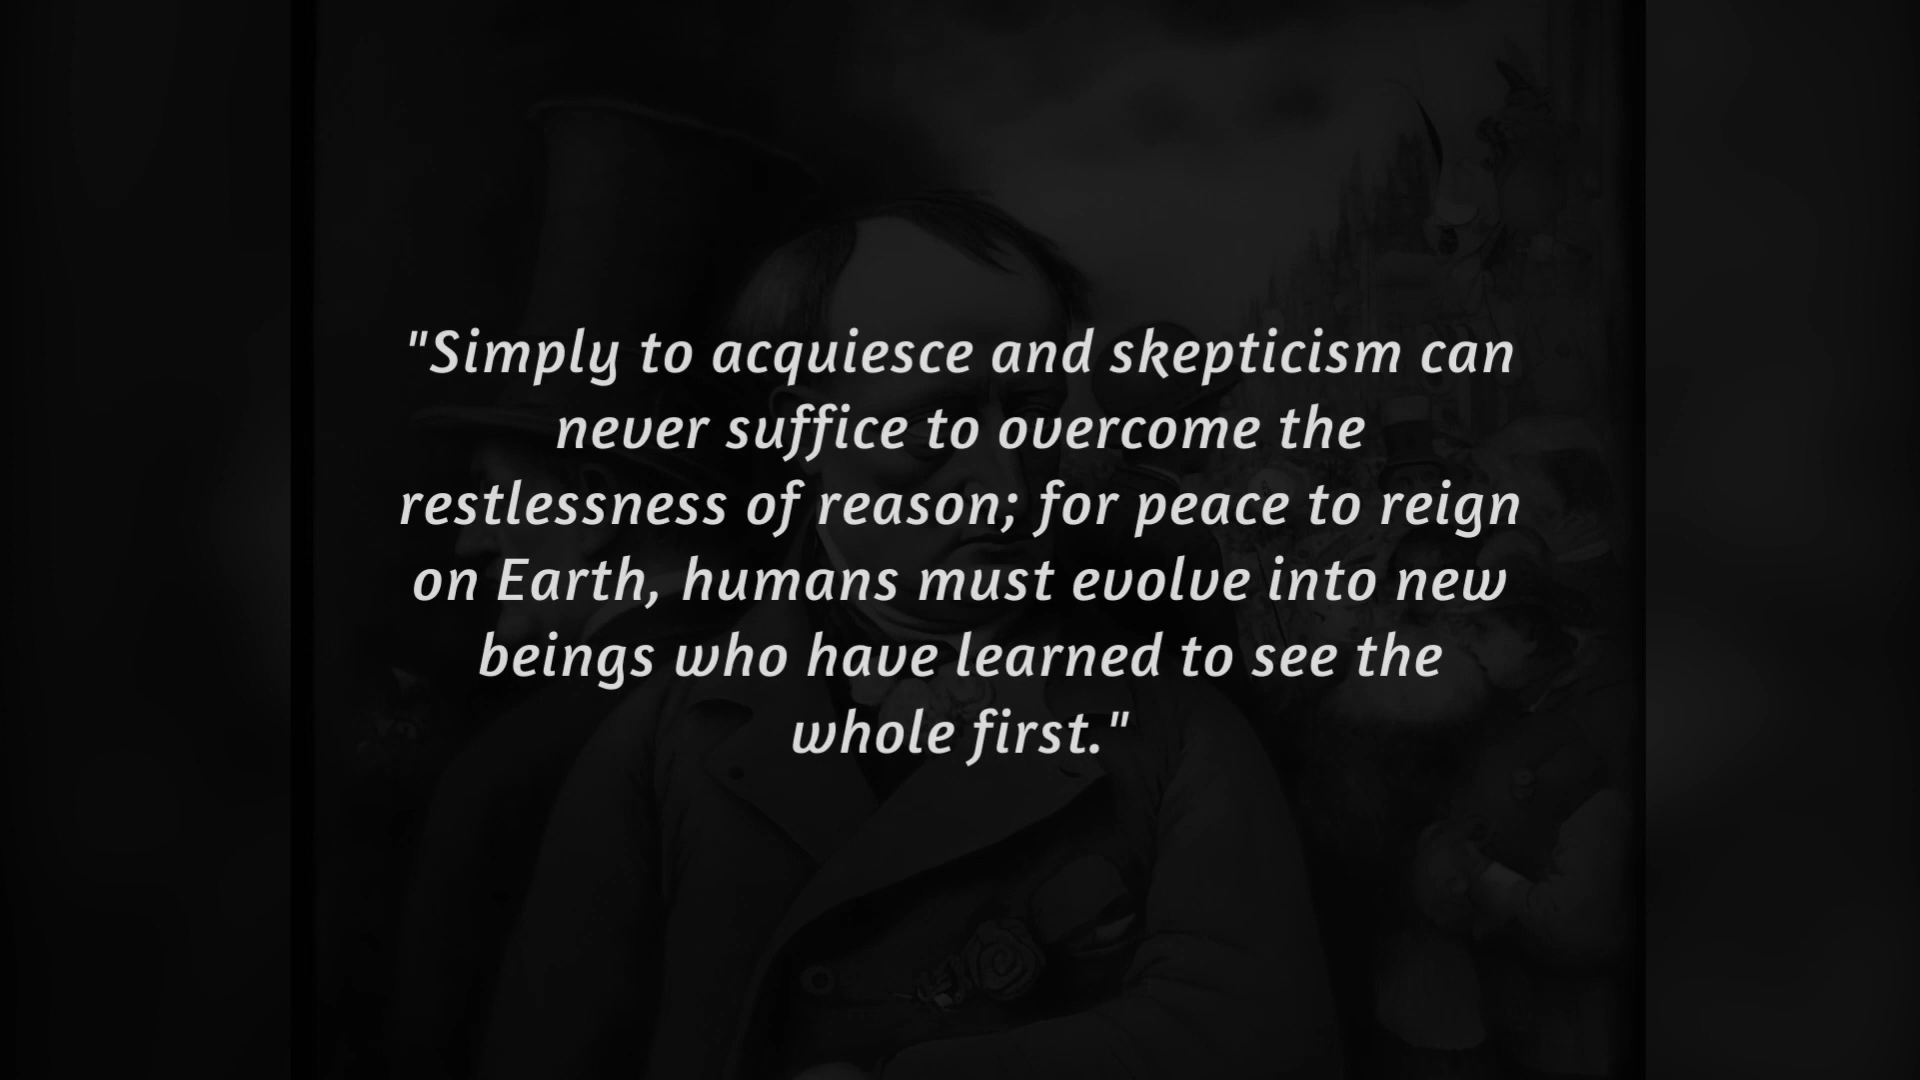 "Simply to acquiesce and skepticism can
never suffice to overcome the
restlessness of reason; for peace to reign
on Earth, humans must evolve into new
beings who have learned to see the
whole first."